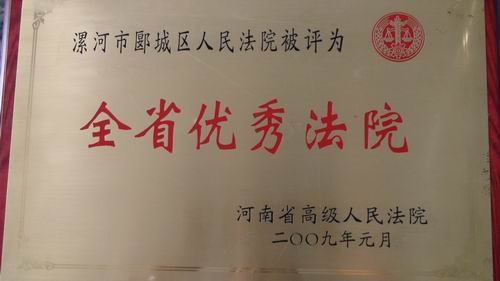 漯河市郾城区人民法院被评为
全省优秀法院
河南省高级人民法院
二〇〇九年元月